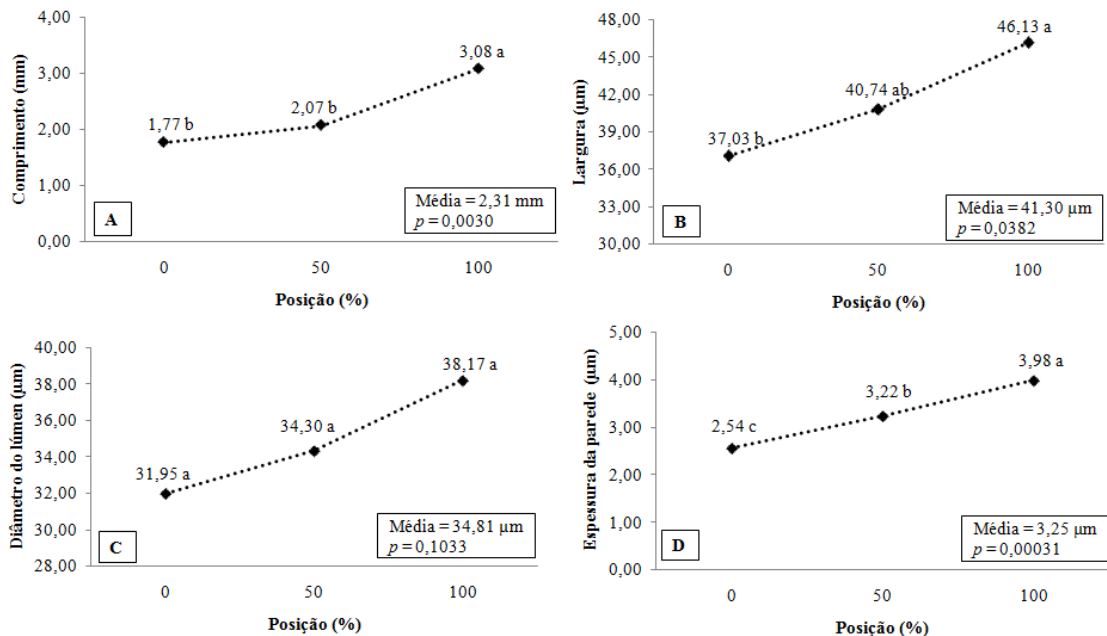 4,00
3,00
2,00
1,00
0,00
Comprimento (mm)
1,77 b
2,07 b
3,08 a
A
Média = 2,31 mm
p = 0,0030
0
50
100
Posição (%)
48,00
45,00
42,00
39,00
36,00
33,00
30,00
Largura (µm)
37,03 b
40,74 ab
46,13 a
B
Média = 41,30 µm
p = 0,0382
0
50
100
Posição (%)
40,00
38,00
36,00
34,00
32,00
30,00
28,00
Diâmetro do lúmen (µm)
31,95 a
34,30 a
38,17 a
C
Média = 34,81 µm
p = 0,1033
0
50
100
Posição (%)
5,00
4,00
3,00
2,00
1,00
0,00
Espessura da parede (µm)
2,54 c
3,22 b
3,98 a
D
Média = 3,25 µm
p = 0,00031
0
50
100
Posição (%)